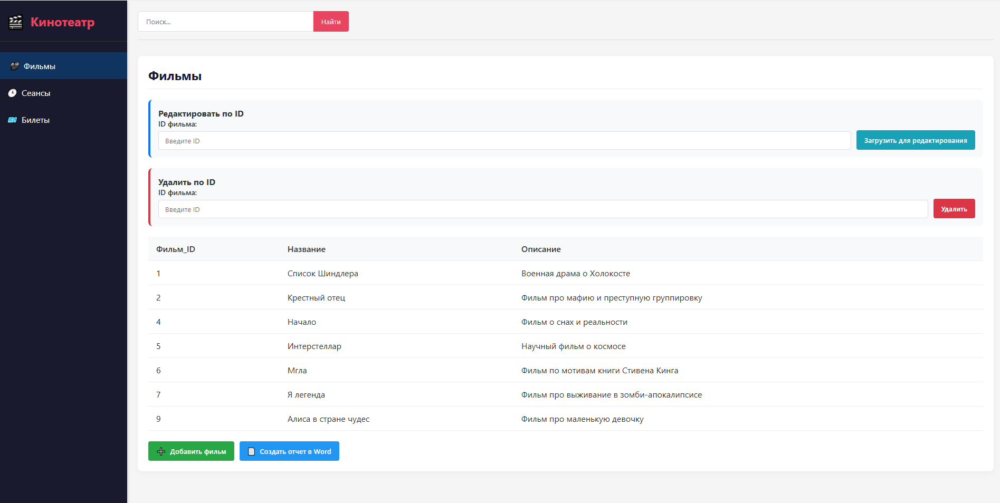 Кинотеатр
Фильмы
Сеансы
Билеты
Поиск...
Найти
Фильмы
Редактировать по ID
ID фильма:
Введите ID
Загрузить для редактирования
Удалить по ID
ID фильма:
Введите ID
Удалить
Фильм_ID Название Описание
1 Список Шиндлера Военная драма о Холокосте
2 Крестный отец Фильм про мафию и преступную группировку
4 Начало Фильм о снах и реальности
5 Интерстеллар Научный фильм о космосе
6 Мгла Фильм по мотивам книги Стивена Кинга
7 Я легенда Фильм про выживание в зомби-апокалипсисе
9 Алиса в стране чудес Фильм про маленькую девочку
Добавить фильм
Создать отчет в Word